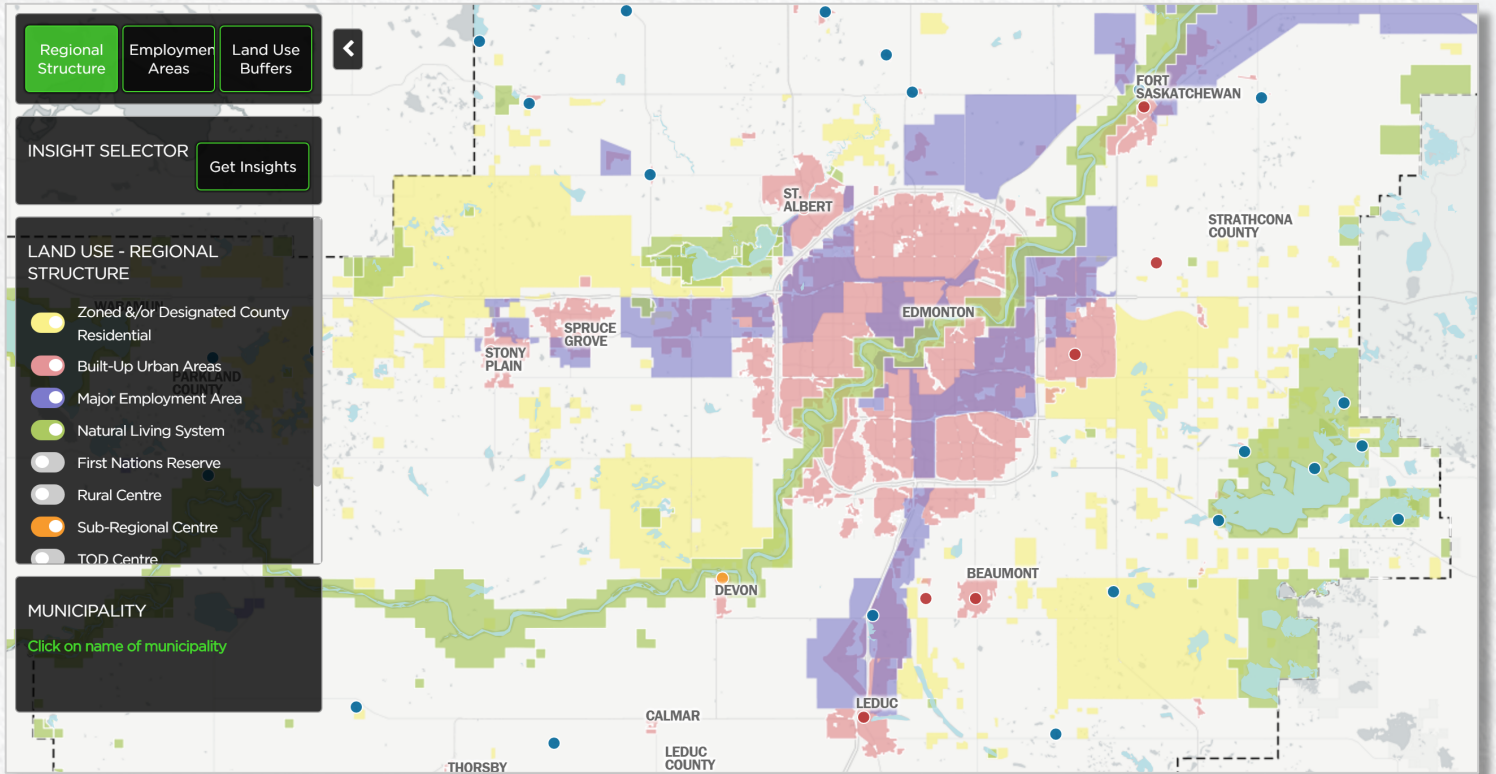 Regional
Structure
Employmen
Areas
Land Use
Buffers
INSIGHT SELECTOR
Get Insights
LAND USE - REGIONAL
STRUCTURE
Zoned &/or Designated County
Residential
Built-Up Urban Areas
Major Employment Area
Natural Living System
First Nations Reserve
Rural Centre
Sub-Regional Centre
TOD Centre
MUNICIPALITY
Click on name of municipality
WABAMUN
PARKLAND
COUNTY
FORT
SASKATCHEWAN
ST.
ALBERT
STRATHCONA
COUNTY
EDMONTON
SPRUCE
GROVE
STONY
PLAIN
BEAUMONT
DEVON
LEDUC
CALMAR
LEDUC
COUNTY
THORSBY